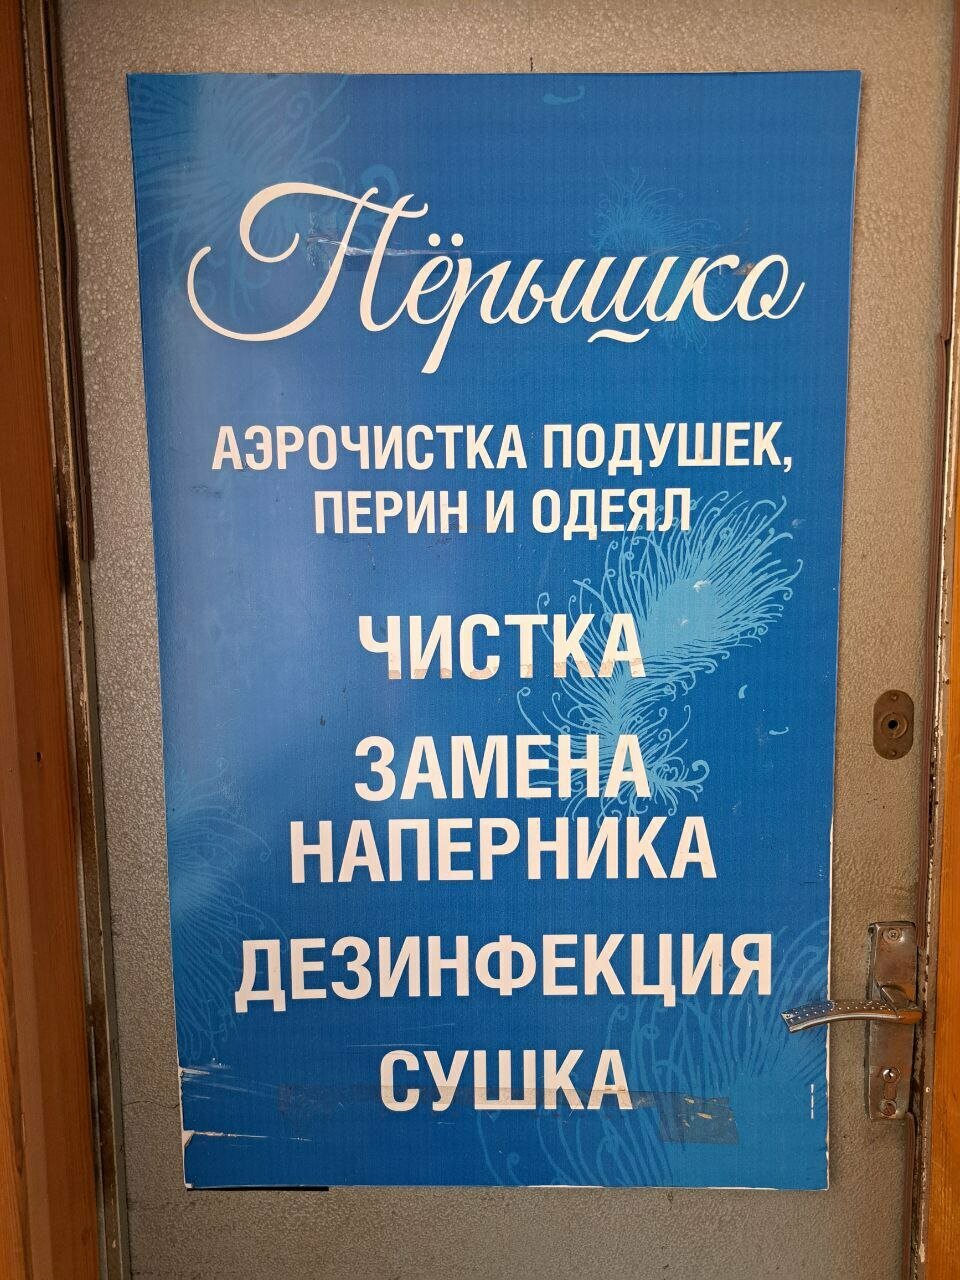 Пёрышко
АЭРОЧИСТКА ПОДУШЕК,
ПЕРИН И ОДЕЯЛ
ЧИСТКА
ЗАМЕНА
НАПЕРНИКА
ДЕЗИНФЕКЦИЯ
СУШКА